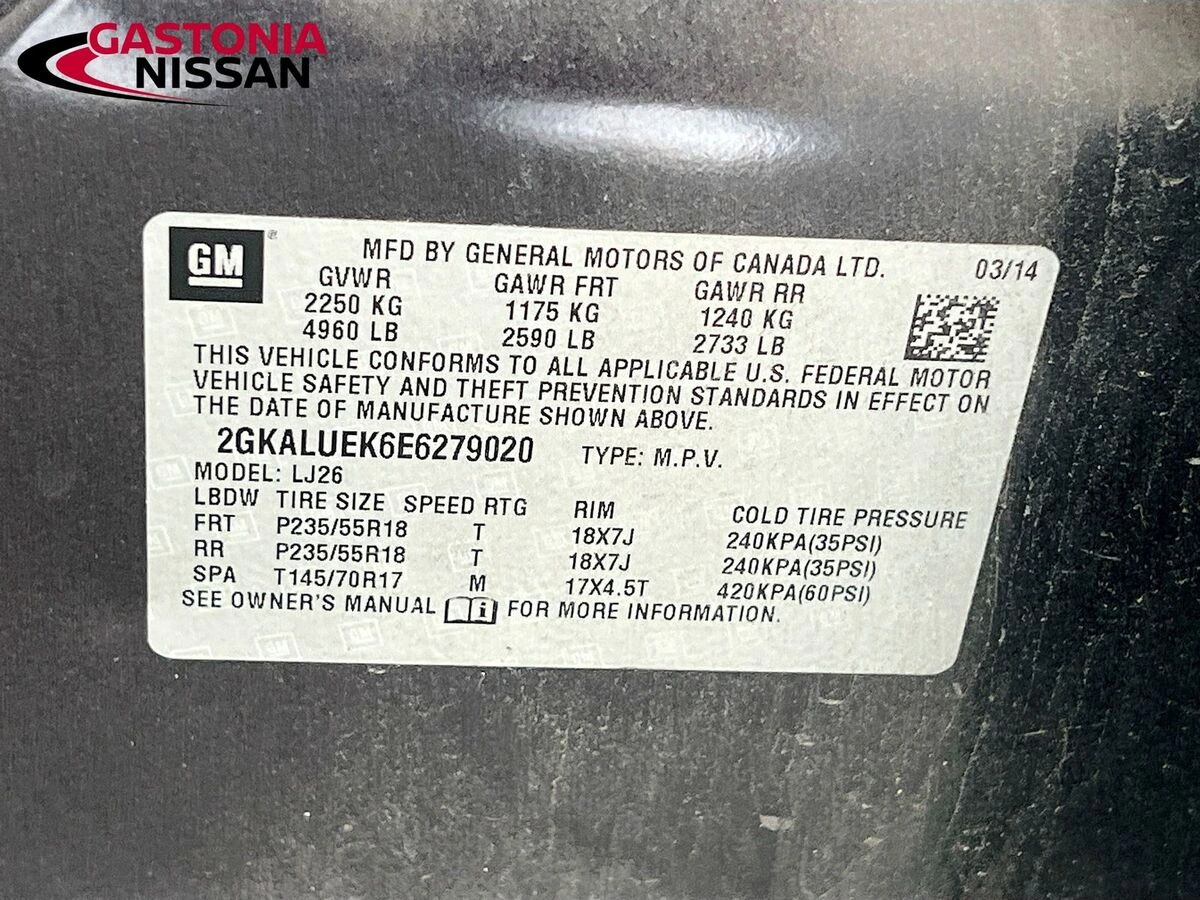 GASTONIA
NISSAN
GM
MFD BY GENERAL MOTORS OF CANADA LTD. 03/14
GVWR GAWR FRT GAWR RR
2250 KG 1175 KG 1240 KG
4960 LB 2590 LB 2733 LB
THIS VEHICLE CONFORMS TO ALL APPLICABLE U.S. FEDERAL MOTOR
VEHICLE SAFETY AND THEFT PREVENTION STANDARDS IN EFFECT ON
THE DATE OF MANUFACTURE SHOWN ABOVE.
2GKALUEK6E6279020 TYPE: M.P.V.
MODEL: LJ26
LBDW TIRE SIZE SPEED RTG RIM COLD TIRE PRESSURE
FRT P235/55R18 T 18X7J 240KPA(35PSI)
RR P235/55R18 T 18X7J 240KPA(35PSI)
SPA T145/70R17 M 17X4.5T 420KPA(60PSI)
SEE OWNER'S MANUAL i FOR MORE INFORMATION.